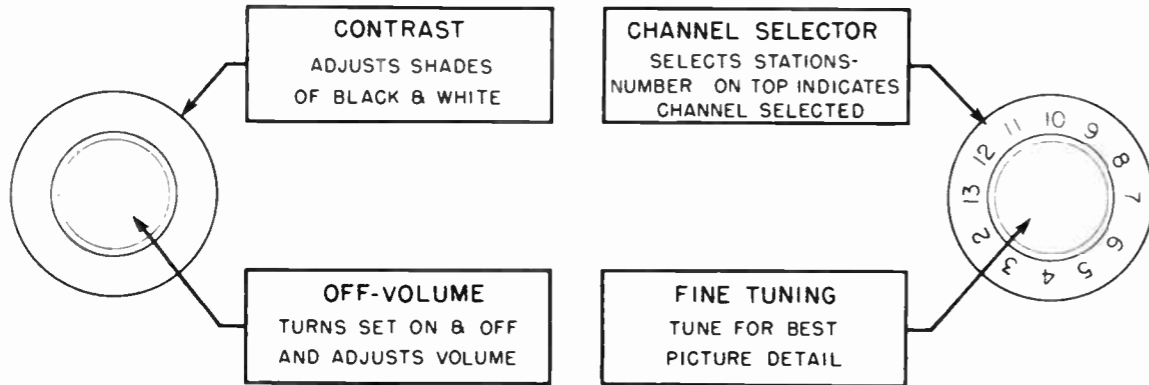 CONTRAST
ADJUSTS SHADES
OF BLACK & WHITE
CHANNEL SELECTOR
SELECTS STATIONS-
NUMBER ON TOP INDICATES
CHANNEL SELECTED
10
9
8
7
6
5
4
3
2
13
12
11
OFF-VOLUME
TURNS SET ON & OFF
AND ADJUSTS VOLUME
FINE TUNING
TUNE FOR BEST
PICTURE DETAIL